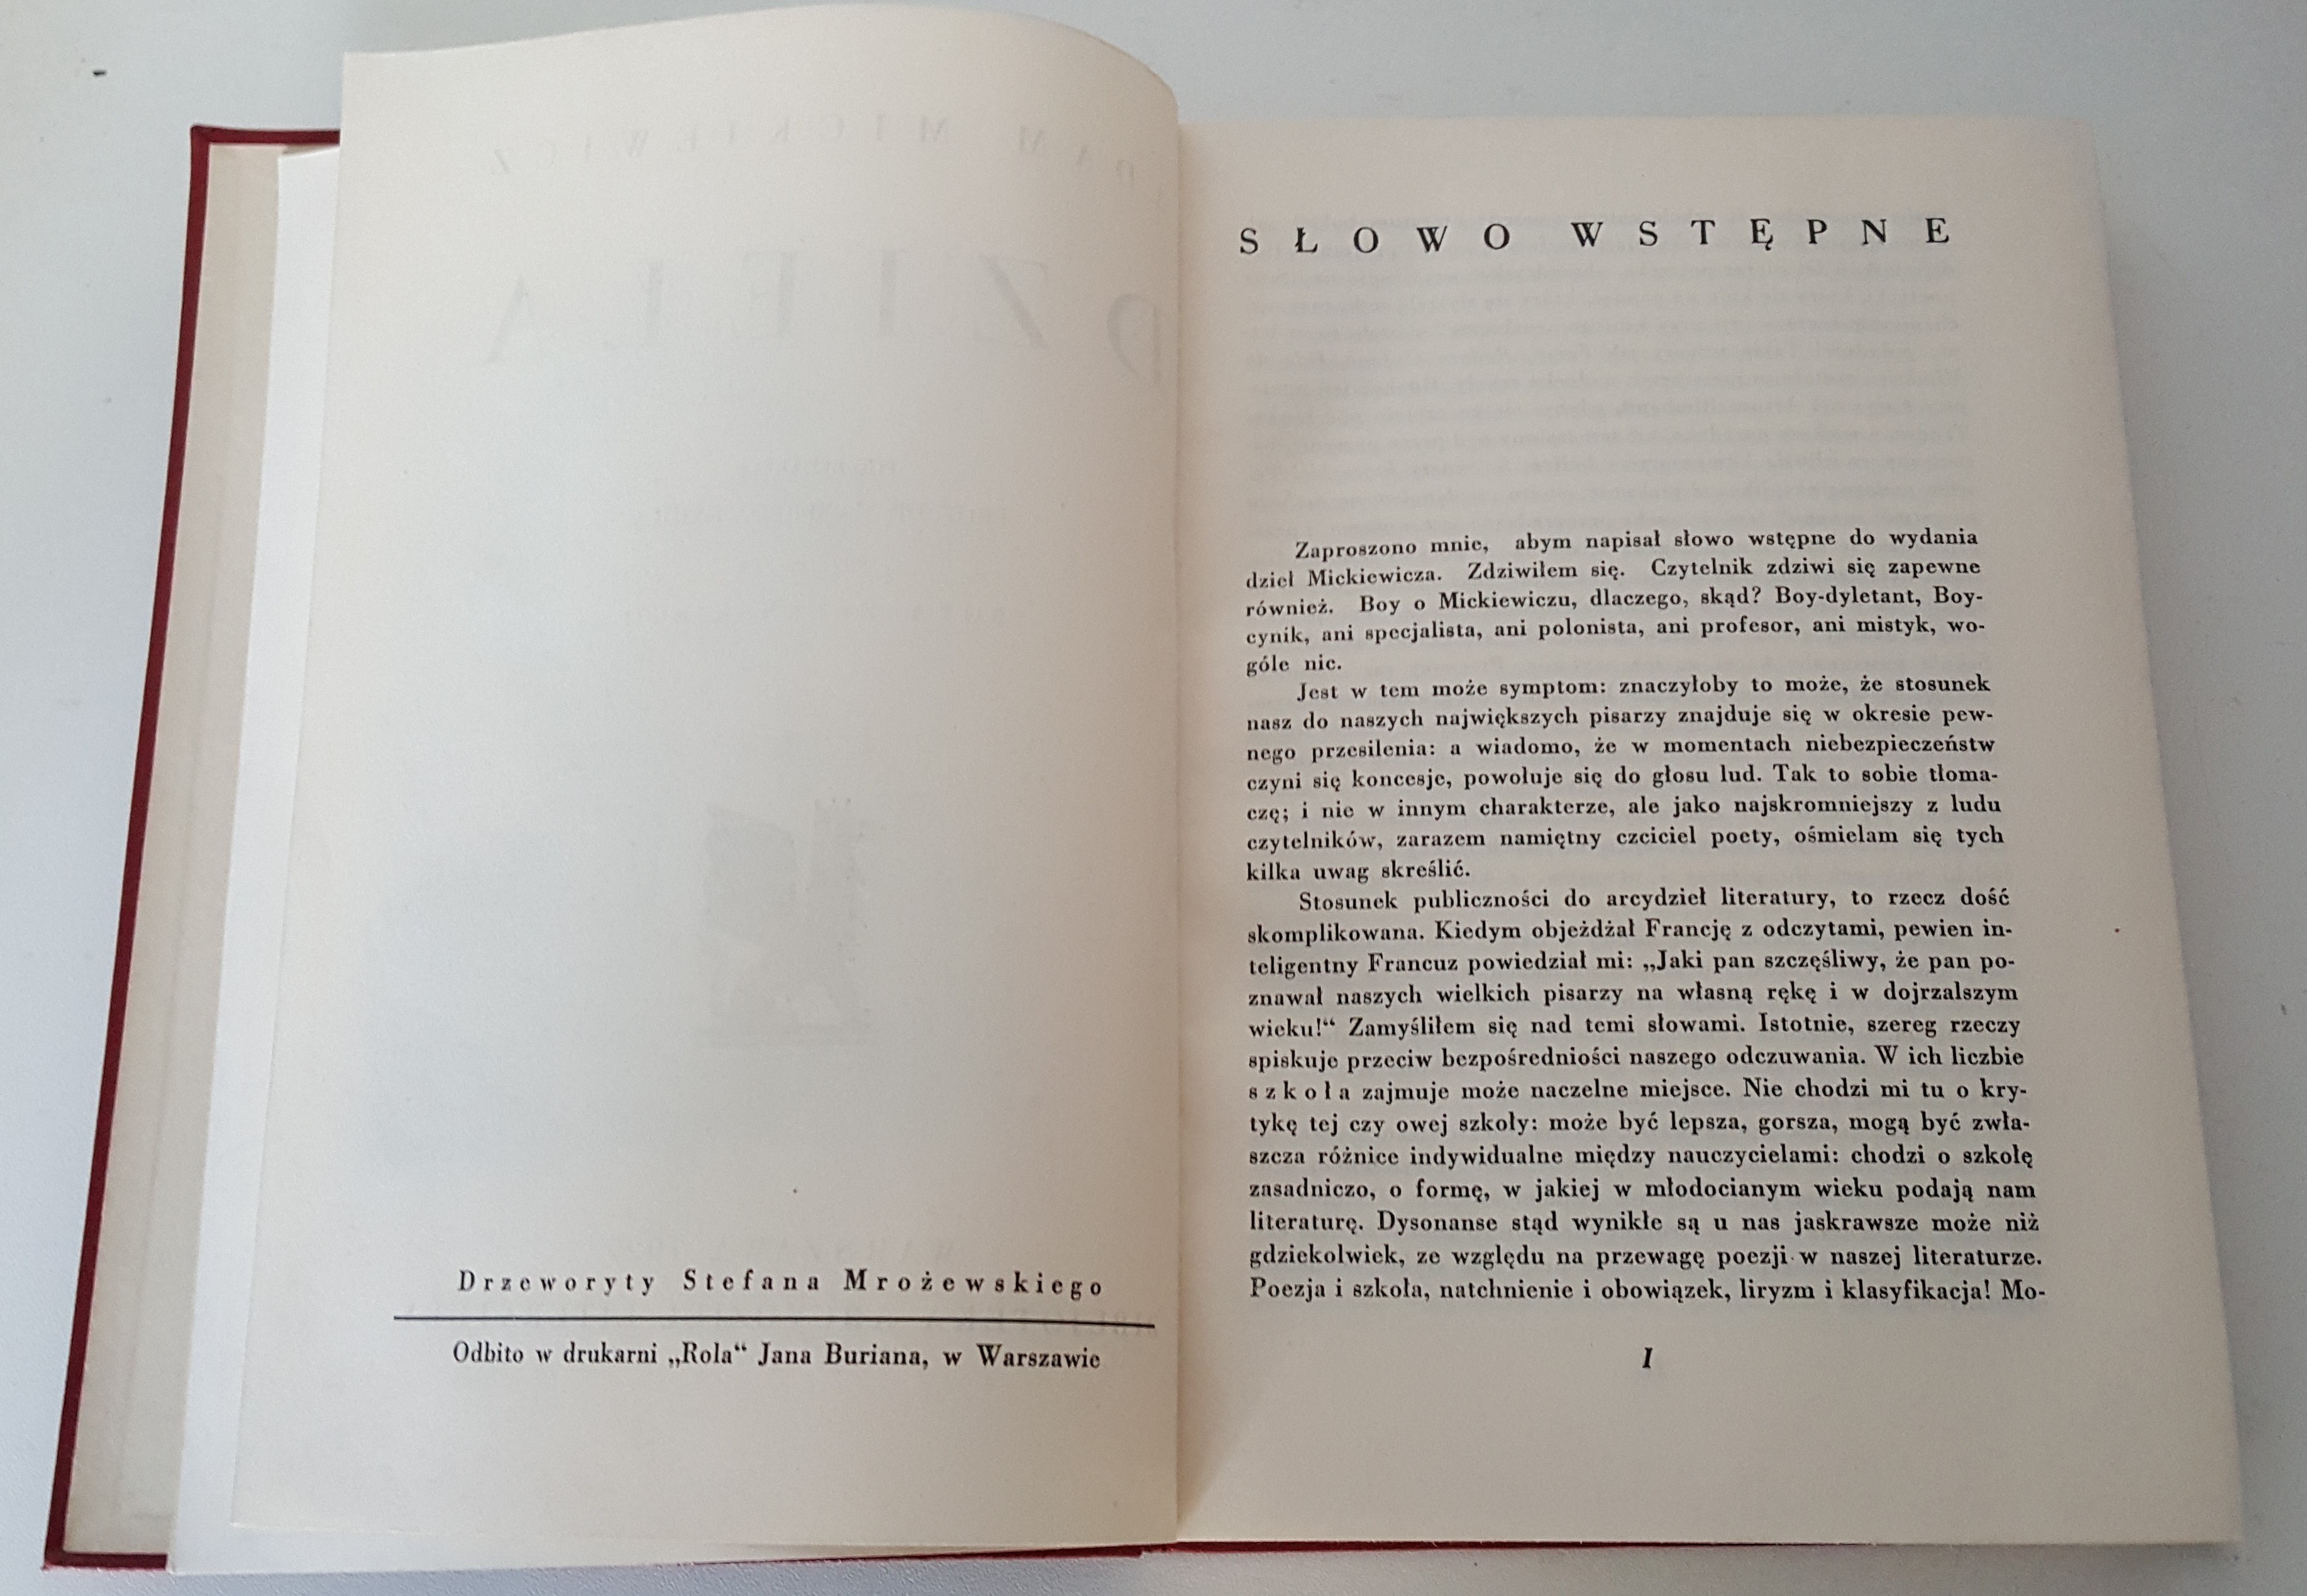 Drzeworyty Stefana Mrożewskiego
Odbito w drukarni „Rola“ Jana Buriana, w Warszawie
SŁOWO WSTĘPNE
Zaproszono mnie, abym napisał słowo wstępne do wydania
dzieł Mickiewicza. Zdziwiłem się. Czytelnik zdziwi się zapewne
również. Boy o Mickiewiczu, dlaczego, skąd? Boy-dyletant, Boy-
cynik, ani specjalista, ani polonista, ani profesor, ani mistyk, wo-
góle nic.
Jest w tem może symptom: znaczyłoby to może, że stosunek
nasz do naszych największych pisarzy znajduje się w okresie pew-
nego przesilenia: a wiadomo, że w momentach niebezpieczeństw
czyni się koncesje, powołuje się do głosu lud. Tak to sobie tłoma-
czę; i nie w innym charakterze, ale jako najskromniejszy z ludu
czytelników, zarazem namiętny czciciel poety, ośmielam się tych
kilka uwag skreślić.
Stosunek publiczności do arcydzieł literatury, to rzecz dość
skomplikowana. Kiedym objeżdżał Francję z odczytami, pewien in-
teligentny Francuz powiedział mi: „Jaki pan szczęśliwy, że pan po-
znawał naszych wielkich pisarzy na własną rękę i w dojrzalszym
wieku!“ Zamyśliłem się nad temi słowami. Istotnie, szereg rzeczy
spiskuje przeciw bezpośredniości naszego odczuwania. W ich liczbie
szkoła zajmuje może naczelne miejsce. Nie chodzi mi tu o kry-
tykę tej czy owej szkoły: może być lepsza, gorsza, mogą być zwła-
szcza różnice indywidualne między nauczycielami: chodzi o szkołę
zasadniczo, o formę, w jakiej w młodocianym wieku podają nam
literaturę. Dysonanse stąd wynikłe są u nas jaskrawsze może niż
gdziekolwiek, ze względu na przewagę poezji w naszej literaturze.
Poezja i szkoła, natchnienie i obowiązek, liryzm i klasyfikacja! Mo-
I